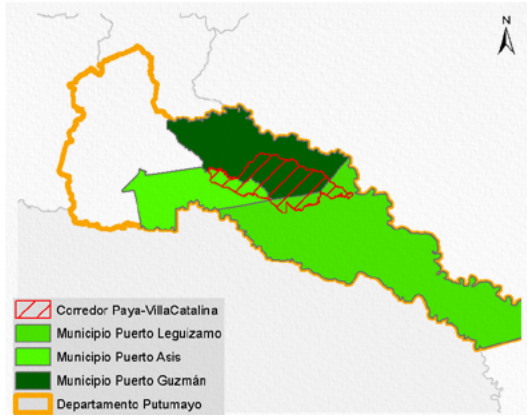 N
Corredor Paya-VillaCatalina
Municipio Puerto Leguizamo
Municipio Puerto Asis
Municipio Puerto Guzmán
Departamento Putumayo